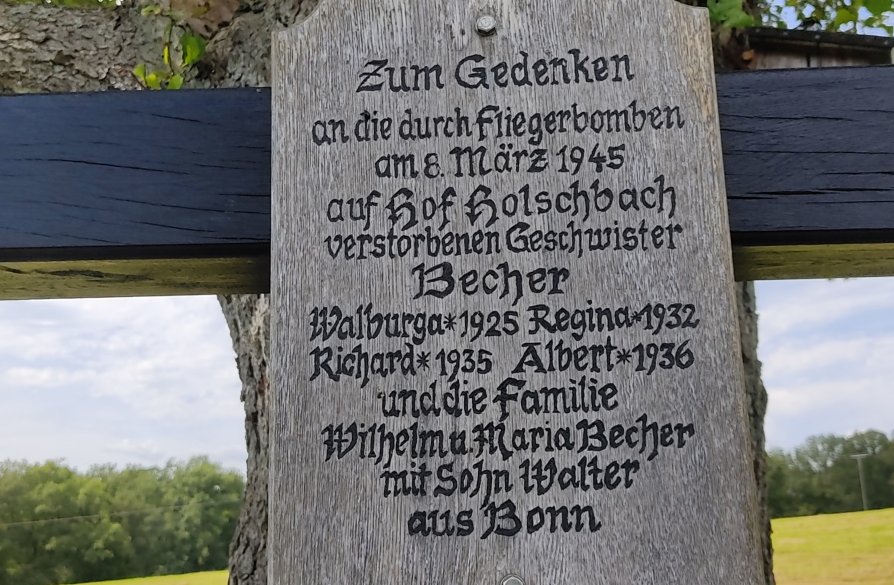 Zum Gedenken
an die durch Fliegerbomben
am 8. März 1945
auf Hof Holschbach
verstorbenen Geschwister
Becher
Walburga*1925 Regina*1932
Richard*1935 Albert*1936
und die Familie
Wilhelm u. Maria Becher
mit Sohn Walter
aus Bonn